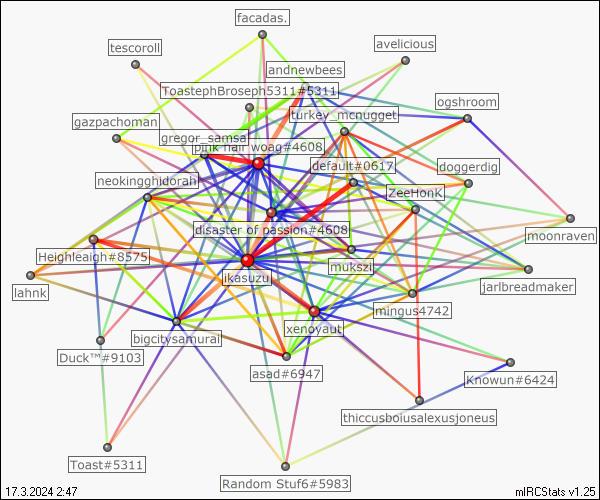 facadas.
tescoroll
avelicious
andnewbees
ToastephBroseph5311#5311
ogshroom
turkey_mcnugget
gazpachoman
gregor_samsa
pink hair woag#4608
default#0617
doggerdig
neokingghidorah
ZeeHonK
disaster of passion#4608
moonraven
Heighleaigh#8575
mukszi
ikasuzu
jarlbreadmaker
lahnk
mingus4742
xenoyaut
bigcitysamurai
Duck™#9103
asad#6947
Knowun#6424
thiccusboiusalexusjoneus
Toast#5311
Random Stuf6#5983
17.3.2024 2:47
mIRCStats v1.25